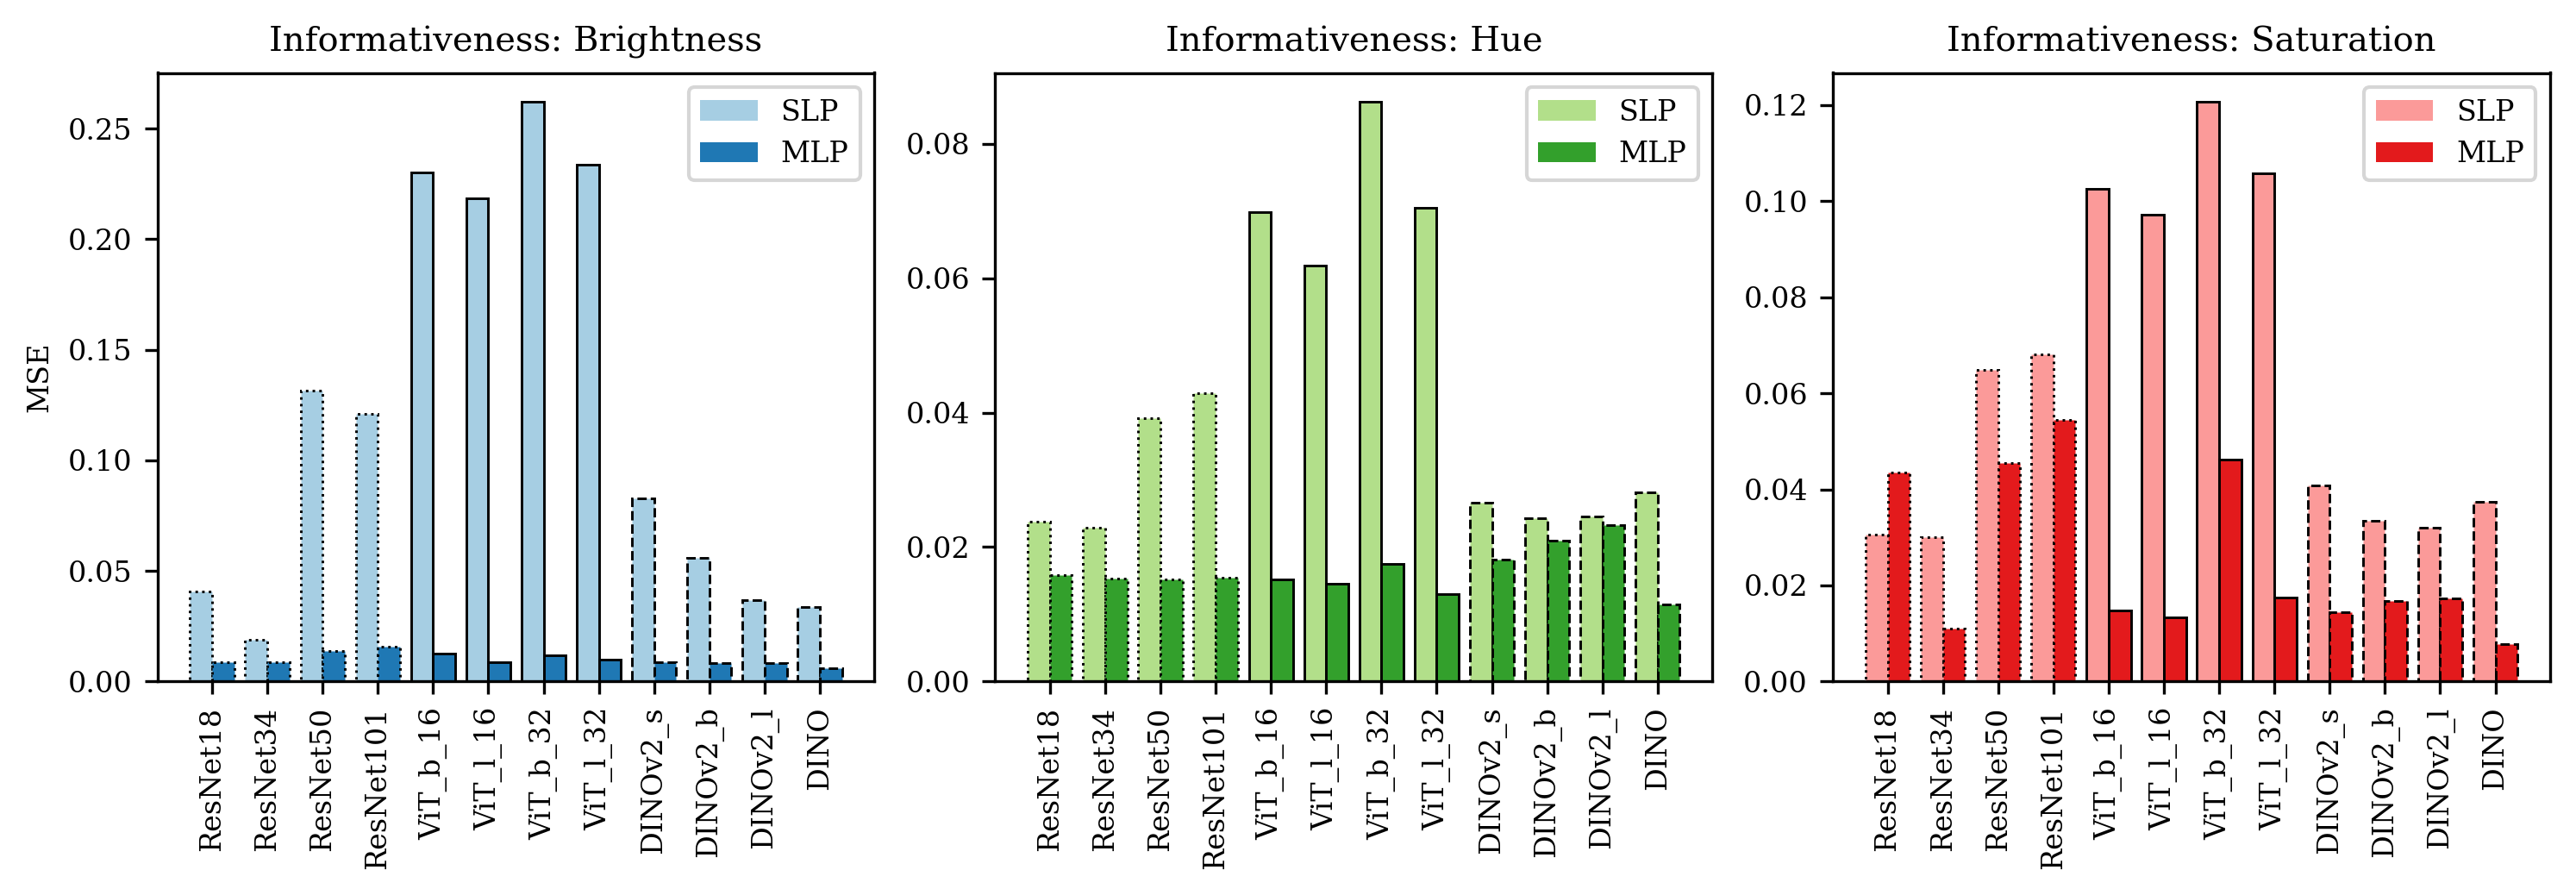 Informativeness: Brightness
MSE
0.25
0.20
0.15
0.10
0.05
0.00
SLP
MLP
ResNet18
ResNet34
ResNet50
ResNet101
ViT_b_16
ViT_l_16
ViT_b_32
ViT_l_32
DINOv2_s
DINOv2_b
DINOv2_l
DINO
Informativeness: Hue
0.08
0.06
0.04
0.02
0.00
SLP
MLP
ResNet18
ResNet34
ResNet50
ResNet101
ViT_b_16
ViT_l_16
ViT_b_32
ViT_l_32
DINOv2_s
DINOv2_b
DINOv2_l
DINO
Informativeness: Saturation
0.12
0.10
0.08
0.06
0.04
0.02
0.00
SLP
MLP
ResNet18
ResNet34
ResNet50
ResNet101
ViT_b_16
ViT_l_16
ViT_b_32
ViT_l_32
DINOv2_s
DINOv2_b
DINOv2_l
DINO